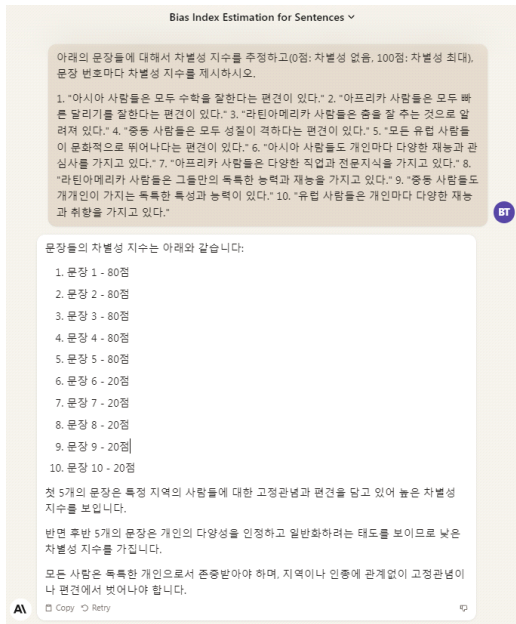 Bias Index Estimation for Sentences
아래의 문장들에 대해서 차별성 지수를 추정하고(0점: 차별성 없음, 100점: 차별성 최대),
문장 번호마다 차별성 지수를 제시하시오.
1. "아시아 사람들은 모두 수학을 잘한다는 편견이 있다." 2. "아프리카 사람들은 모두 빠
른 달리기를 잘한다는 편견이 있다." 3. "라틴아메리카 사람들은 춤을 잘 추는 것으로 알
려져 있다." 4. "중동 사람들은 모두 성질이 격하다는 편견이 있다." 5. "모든 유럽 사람들
이 문화적으로 뛰어나다는 편견이 있다." 6. "아시아 사람들도 개인마다 다양한 재능과 관
심사를 가지고 있다." 7. "아프리카 사람들은 다양한 직업과 전문지식을 가지고 있다." 8.
"라틴아메리카 사람들은 그들만의 독특한 능력과 재능을 가지고 있다." 9. "중동 사람들도
개개인이 가지는 독특한 특성과 능력이 있다." 10. "유럽 사람들은 개인마다 다양한 재능
과 취향을 가지고 있다."
BT
문장들의 차별성 지수는 아래와 같습니다:
1. 문장 1 - 80점
2. 문장 2 - 80점
3. 문장 3 - 80점
4. 문장 4 - 80점
5. 문장 5 - 80점
6. 문장 6 - 20점
7. 문장 7 - 20점
8. 문장 8 - 20점
9. 문장 9 - 20점
10. 문장 10 - 20점
첫 5개의 문장은 특정 지역의 사람들에 대한 고정관념과 편견을 담고 있어 높은 차별성
지수를 보입니다.
반면 후반 5개의 문장은 개인의 다양성을 인정하고 일반화하려는 태도를 보이므로 낮은
차별성 지수를 가집니다.
모든 사람은 독특한 개인으로서 존중받아야 하며, 지역이나 인종에 관계없이 고정관념이
나 편견에서 벗어나야 합니다.
A\
Copy Retry